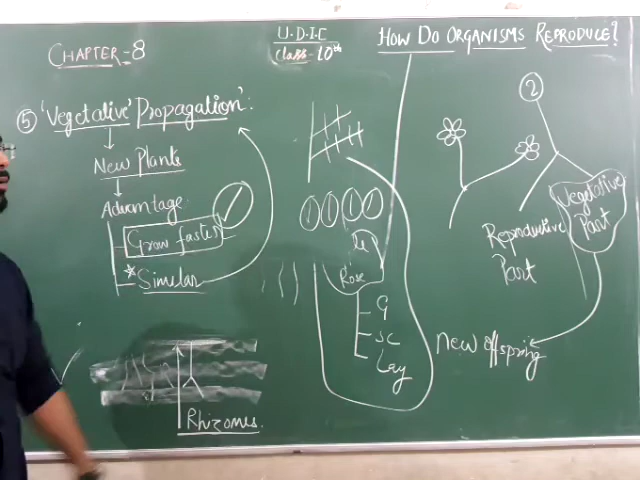 U.D.I.C
Class-10th
CHAPTER-8
HOW DO ORGANISMS REPRODUCE?
⑤ 'Vegetative' Propagation':
New Plants
Advantage
Grow faster
* Similar
Rhizomes
Rose
G
SC
Lay
②
Reproductive
Part
Vegetative
Part
new offspring